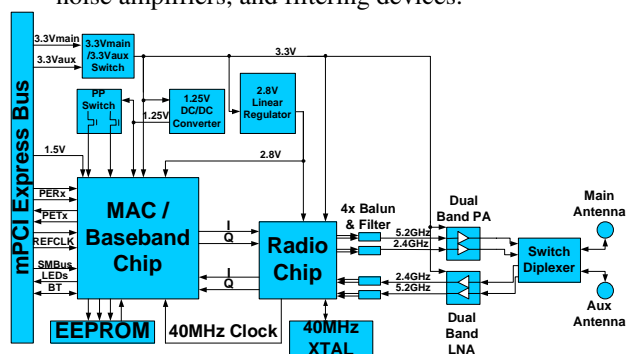 noise amplifiers, and filtering devices.
3.3Vmain
3.3Vaux
3.3Vmain
/3.3Vaux
Switch
3.3V
PP
Switch
1.25V
1.25V
DC/DC
Converter
2.8V
Linear
Regulator
1.5V
2.8V
mPCI Express Bus
PERx
PETx
REFCLK
SMBus
LEDs
BT
MAC /
Baseband
Chip
I
Q
I
Q
Radio
Chip
4x Balun
& Filter
5.2GHz
2.4GHz
2.4GHz
5.2GHz
Dual
Band PA
Dual
Band
LNA
Switch
Diplexer
Main
Antenna
Aux
Antenna
EEPROM
40MHz Clock
40MHz
XTAL